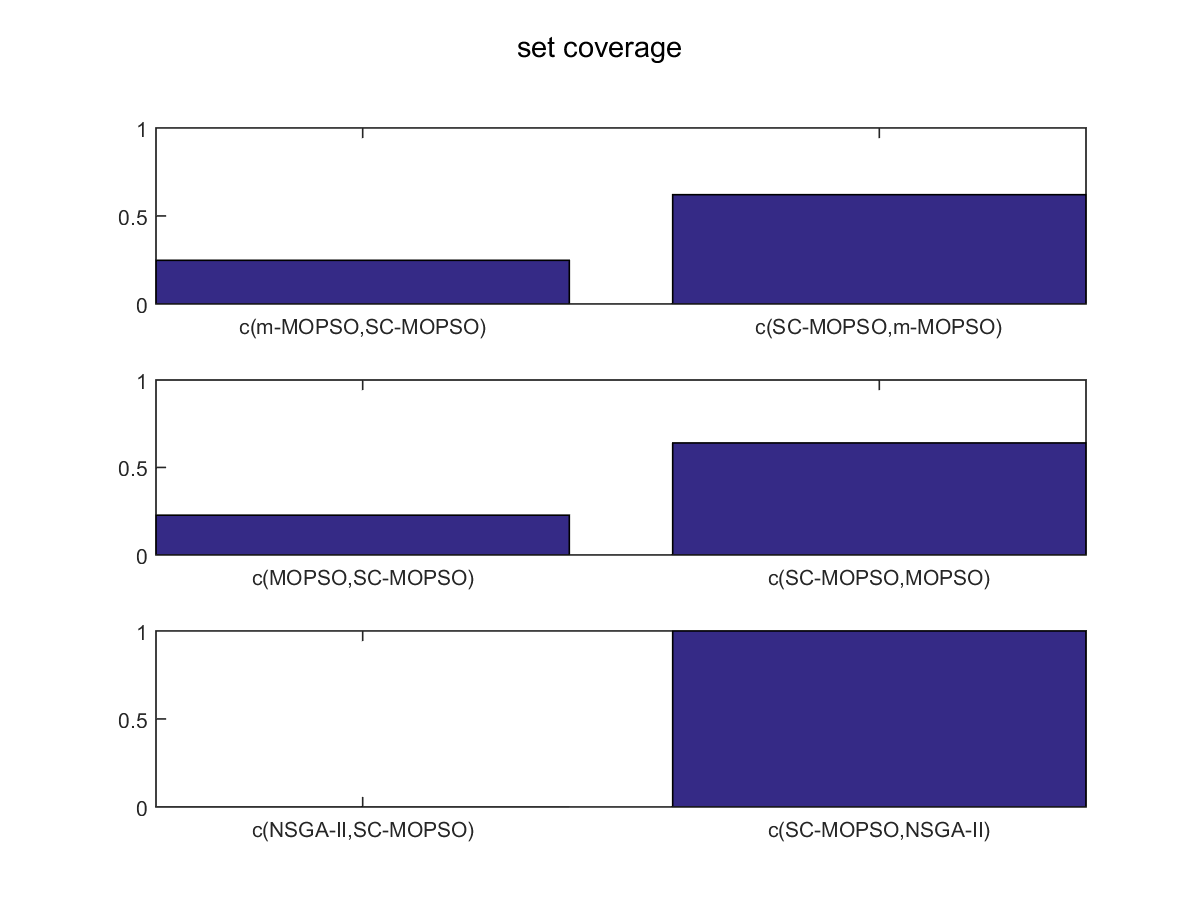 set coverage
1
0.5
0
c(m-MOPSO,SC-MOPSO) c(SC-MOPSO,m-MOPSO)
1
0.5
0
c(MOPSO,SC-MOPSO) c(SC-MOPSO,MOPSO)
1
0.5
0
c(NSGA-II,SC-MOPSO) c(SC-MOPSO,NSGA-II)